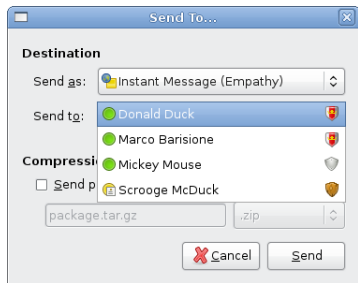 Send To...
Destination
Send as: Instant Message (Empathy)
Send to: Donald Duck
Marco Barisione
Mickey Mouse
Scrooge McDuck
Compressi
Send p
package.tar.gz .zip
Cancel Send